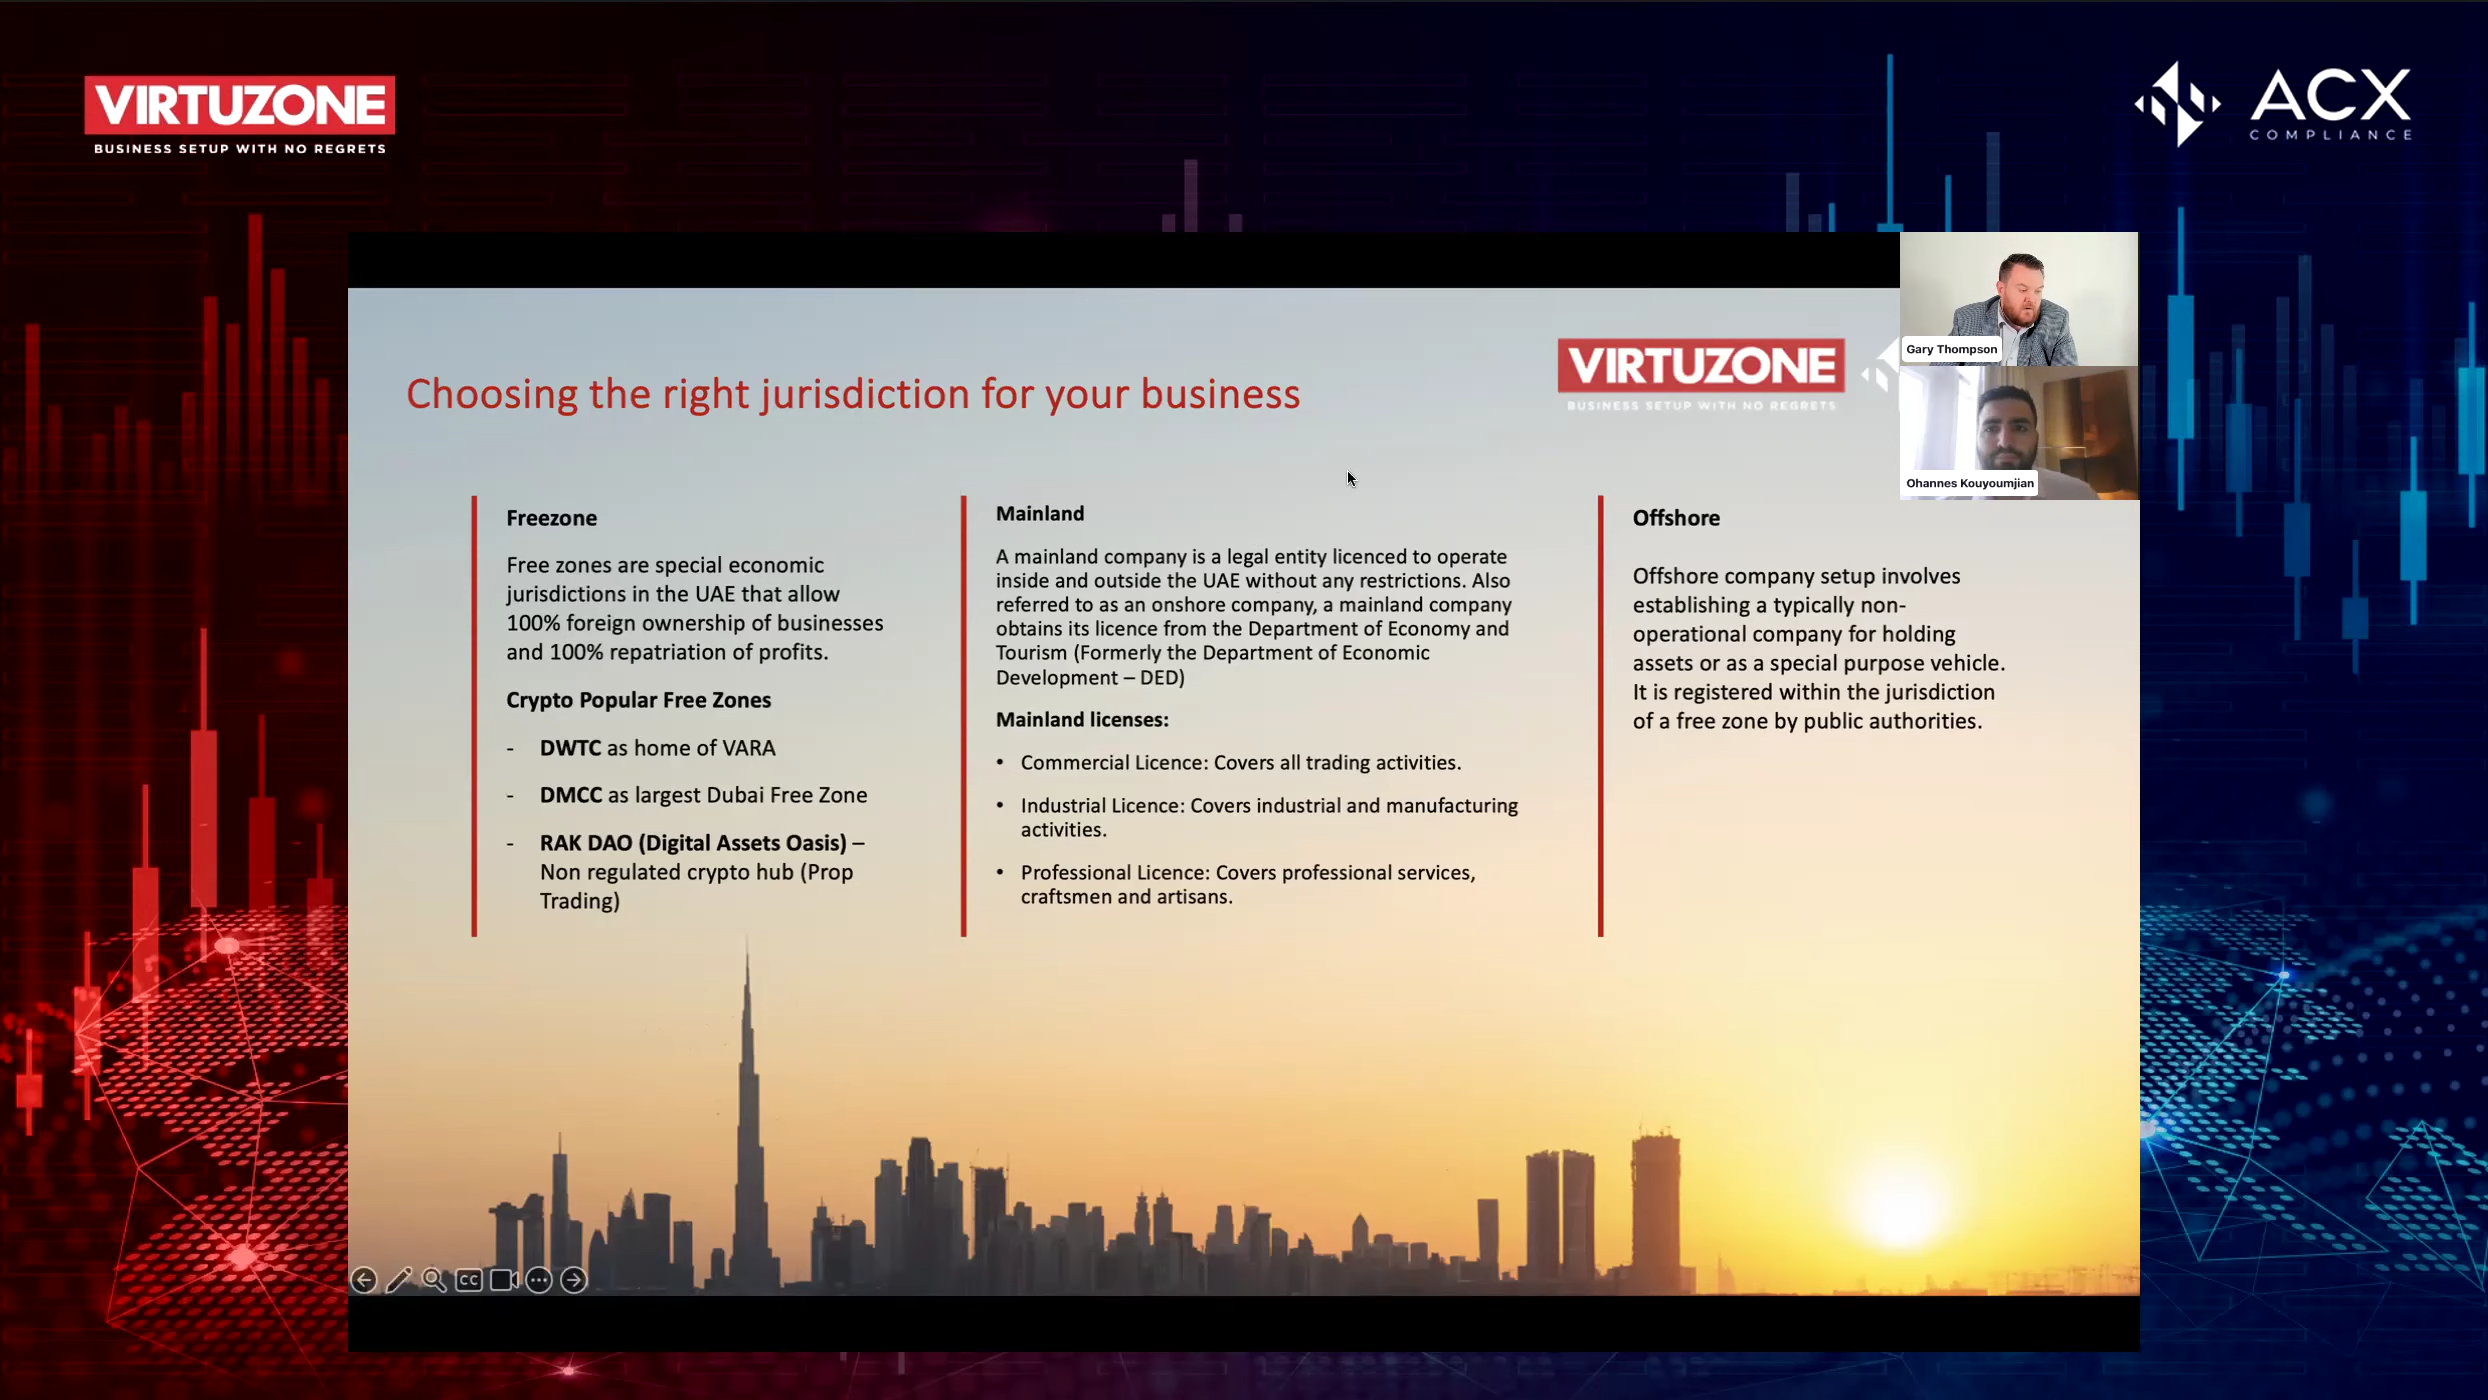 VIRTUZONE
BUSINESS SETUP WITH NO REGRETS
ACX
COMPLIANCE
Choosing the right jurisdiction for your business
VIRTUZONE
BUSINESS SETUP WITH NO REGRETS
Gary Thompson
Ohannes Kouyoumjian
Freezone
Free zones are special economic
jurisdictions in the UAE that allow
100% foreign ownership of businesses
and 100% repatriation of profits.
Crypto Popular Free Zones
- DWTC as home of VARA
- DMCC as largest Dubai Free Zone
- RAK DAO (Digital Assets Oasis) –
Non regulated crypto hub (Prop
Trading)
Mainland
A mainland company is a legal entity licenced to operate
inside and outside the UAE without any restrictions. Also
referred to as an onshore company, a mainland company
obtains its licence from the Department of Economy and
Tourism (Formerly the Department of Economic
Development – DED)
Mainland licenses:
• Commercial Licence: Covers all trading activities.
• Industrial Licence: Covers industrial and manufacturing
activities.
• Professional Licence: Covers professional services,
craftsmen and artisans.
Offshore
Offshore company setup involves
establishing a typically non-
operational company for holding
assets or as a special purpose vehicle.
It is registered within the jurisdiction
of a free zone by public authorities.
CC